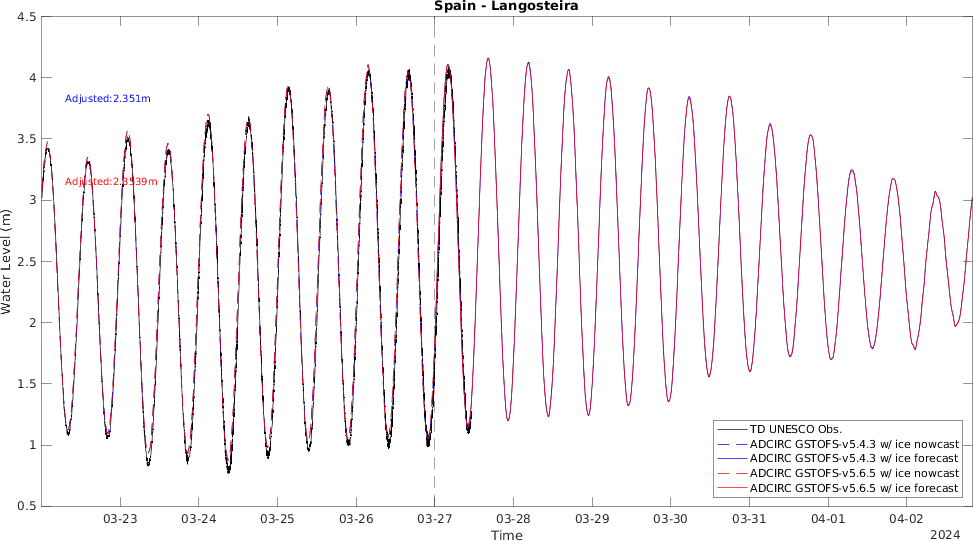 Spain - Langosteira
4.5
4
3.5
3
2.5
2
1.5
1
0.5
Water Level (m)
Adjusted:2.351m
Adjusted:2.3539m
TD UNESCO Obs.
ADCIRC GSTOFS-v5.4.3 w/ ice nowcast
ADCIRC GSTOFS-v5.4.3 w/ ice forecast
ADCIRC GSTOFS-v5.6.5 w/ ice nowcast
ADCIRC GSTOFS-v5.6.5 w/ ice forecast
03-23 03-24 03-25 03-26 03-27 03-28 03-29 03-30 03-31 04-01 04-02
Time
2024